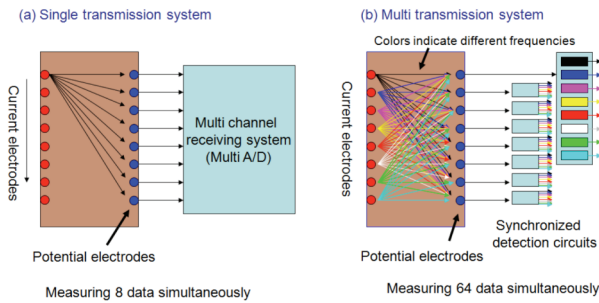 (a) Single transmission system
Current electrodes
Multi channel
receiving system
(Multi A/D)
Potential electrodes
Measuring 8 data simultaneously
(b) Multi transmission system
Colors indicate different frequencies
Current electrodes
Synchronized
detection circuits
Potential electrodes
Measuring 64 data simultaneously